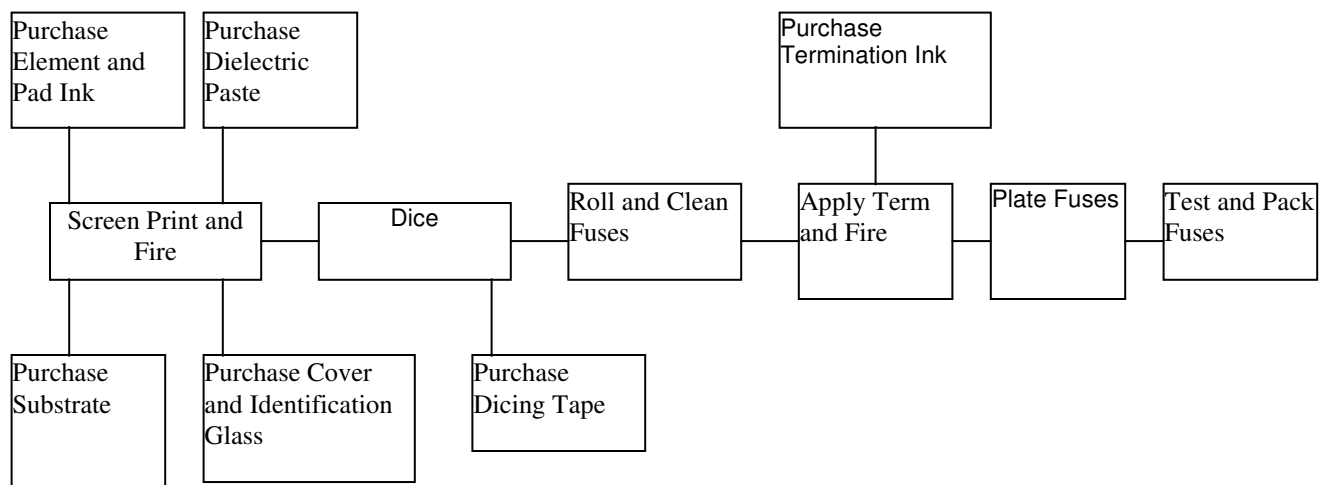 Purchase
Element and
Pad Ink
Purchase
Dielectric
Paste
Purchase
Termination Ink
Screen Print and
Fire
Dice
Roll and Clean
Fuses
Apply Term
and Fire
Plate Fuses
Test and Pack
Fuses
Purchase
Substrate
Purchase Cover
and Identification
Glass
Purchase
Dicing Tape